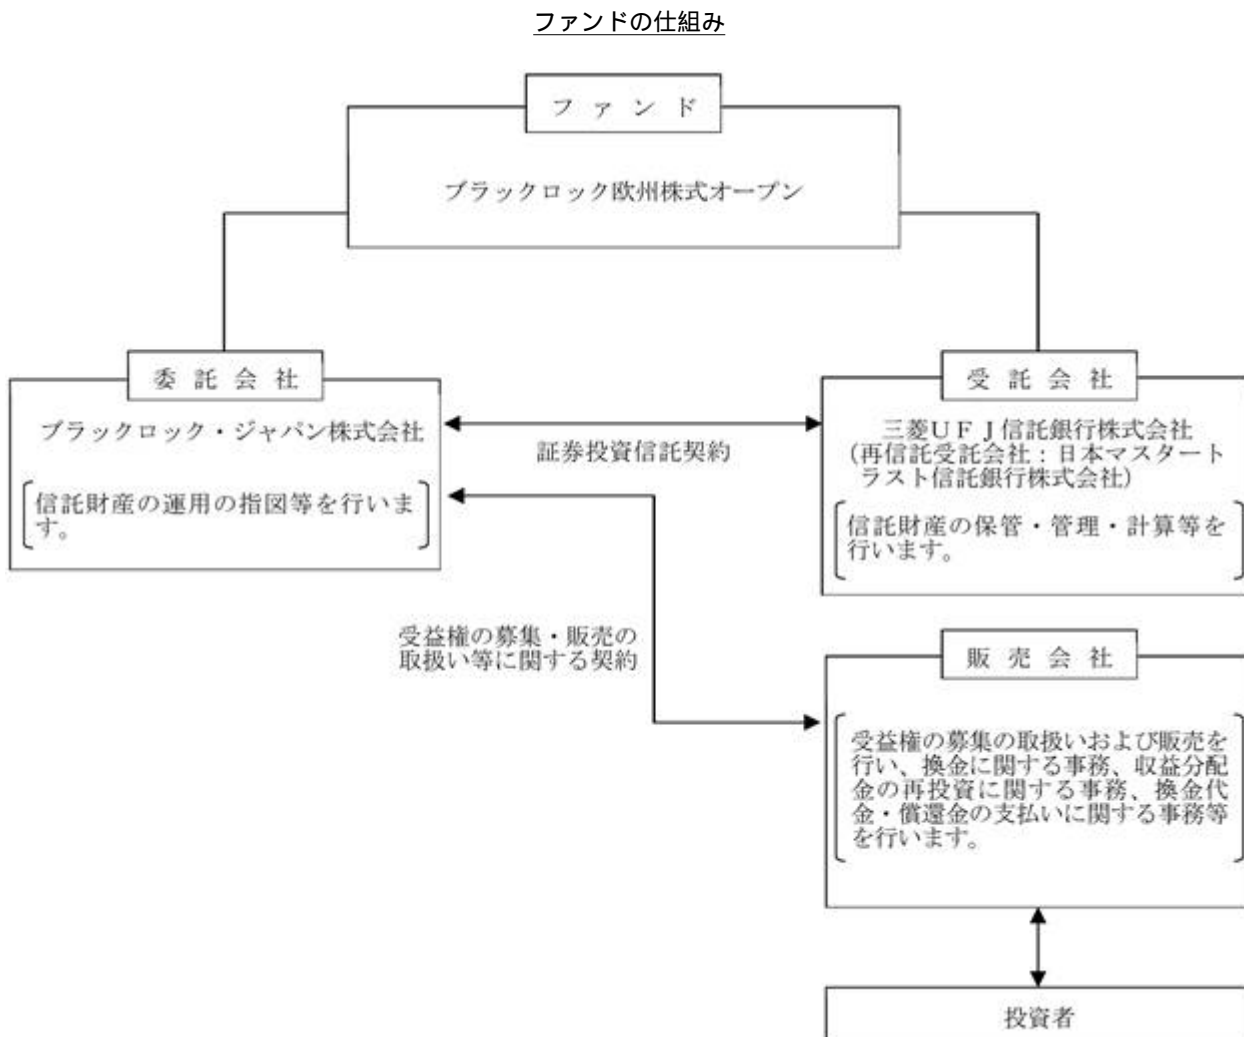 ファンドの仕組み
ファンド
ブラックロック欧州株式オープン
委託会社
ブラックロック・ジャパン株式会社
信託財産の運用の指図等を行いま
す。
証券投資信託契約
受託会社
三菱ＵＦＪ信託銀行株式会社
（再信託受託会社：日本マスタート
ラスト信託銀行株式会社）
信託財産の保管・管理・計算等を
行います。
受益権の募集・販売の
取扱い等に関する契約
販売会社
受益権の募集の取扱いおよび販売を
行い、換金に関する事務、収益分配
金の再投資に関する事務、換金代
金・償還金の支払いに関する事務等
を行います。
投資者